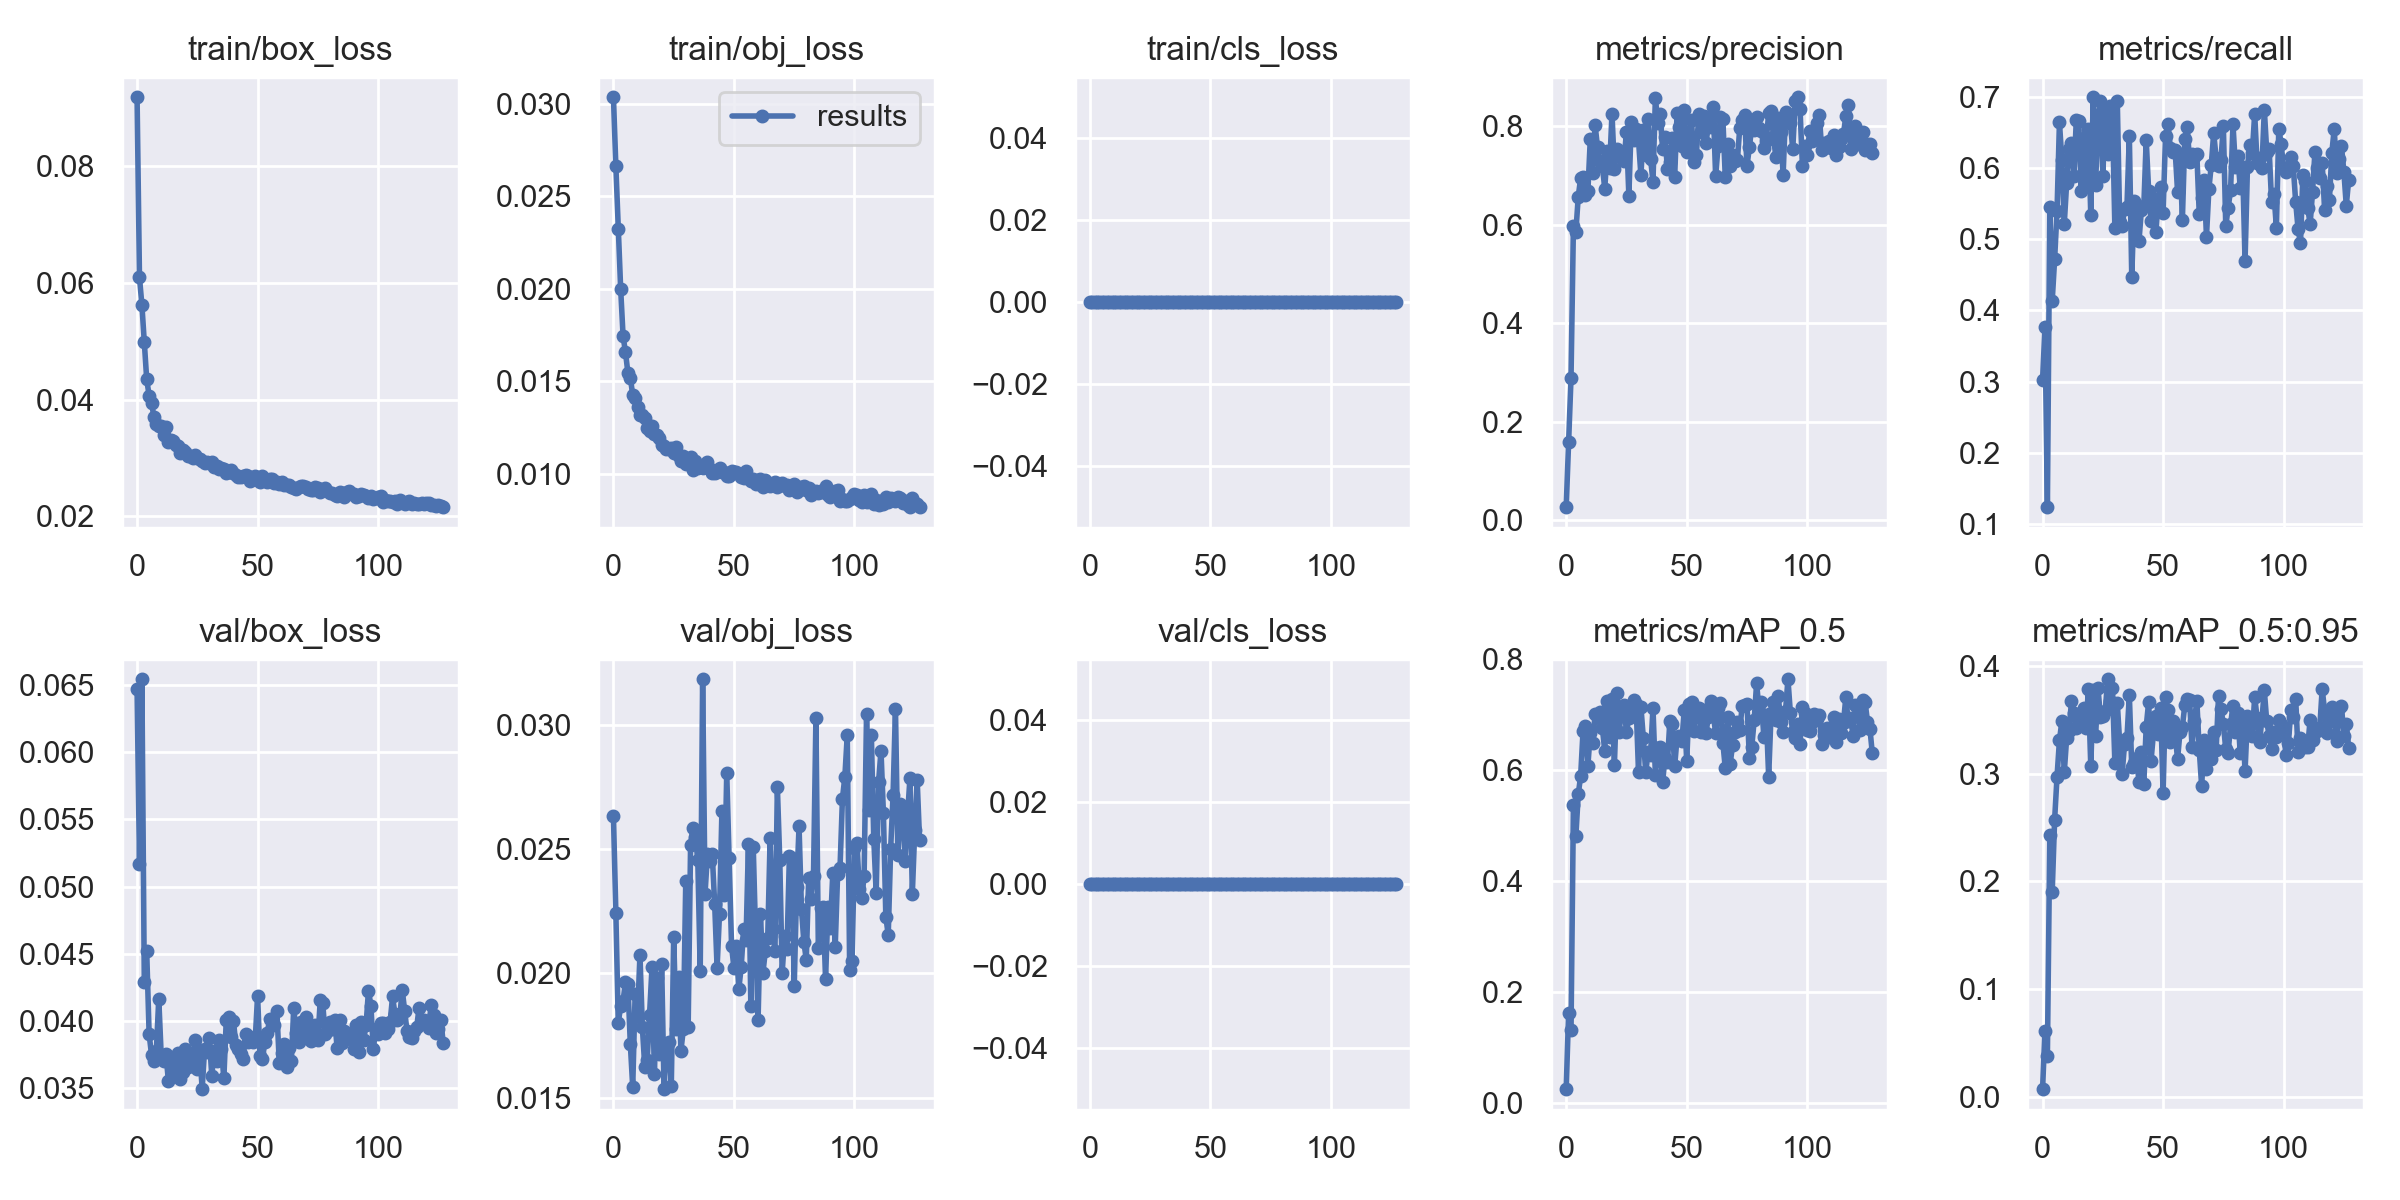 train/box_loss
0.08
0.06
0.04
0.02
0 50 100
train/obj_loss
results
0.030
0.025
0.020
0.015
0.010
0 50 100
train/cls_loss
0.04
0.02
0.00
−0.02
−0.04
0 50 100
metrics/precision
0.8
0.6
0.4
0.2
0.0
0 50 100
metrics/recall
0.7
0.6
0.5
0.4
0.3
0.2
0.1
0 50 100
val/box_loss
0.065
0.060
0.055
0.050
0.045
0.040
0.035
0 50 100
val/obj_loss
0.030
0.025
0.020
0.015
0 50 100
val/cls_loss
0.04
0.02
0.00
−0.02
−0.04
0 50 100
metrics/mAP_0.5
0.8
0.6
0.4
0.2
0.0
0 50 100
metrics/mAP_0.5:0.95
0.4
0.3
0.2
0.1
0.0
0 50 100